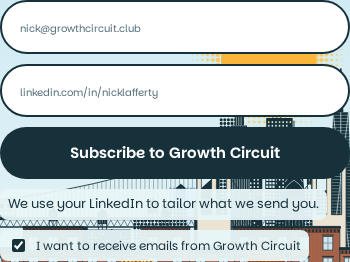 nick@growthcircuit.club
linkedin.com/in/nicklafferty
Subscribe to Growth Circuit
We use your LinkedIn to tailor what we send you.
I want to receive emails from Growth Circuit